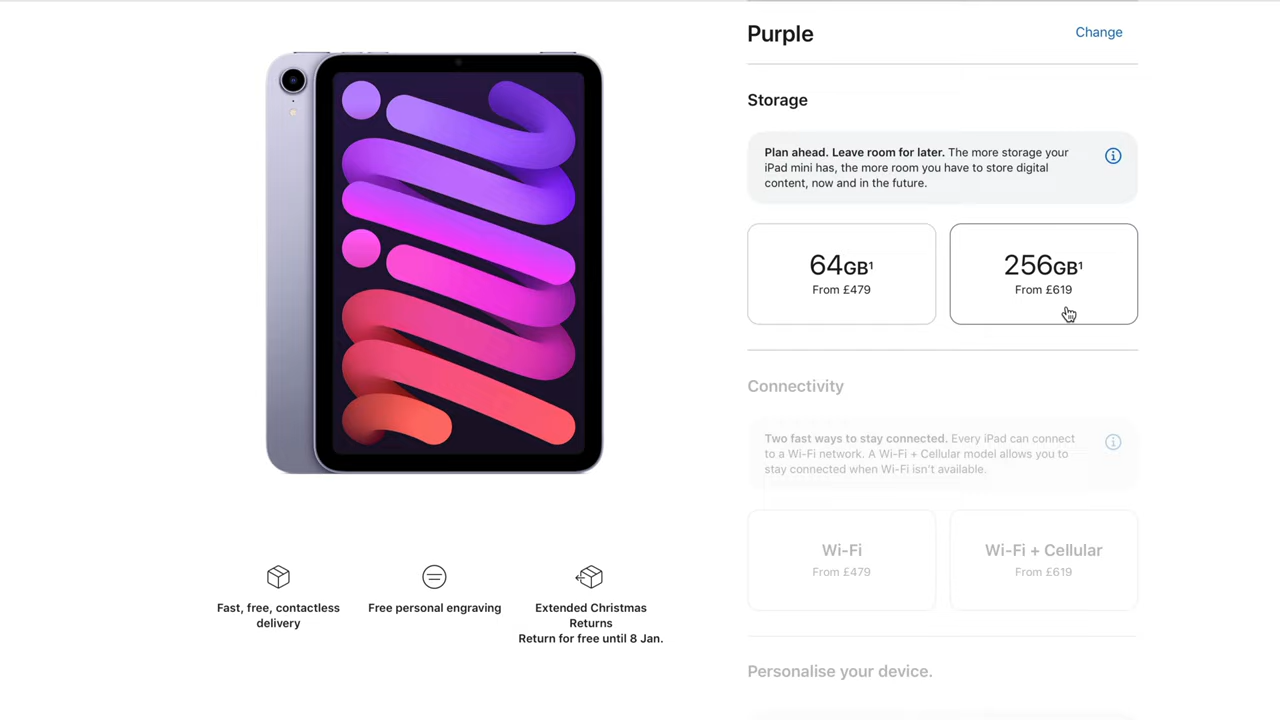 Purple
Change
Storage
Plan ahead. Leave room for later. The more storage your
iPad mini has, the more room you have to store digital
content, now and in the future.
64GB¹
From £479
256GB¹
From £619
Connectivity
Two fast ways to stay connected. Every iPad can connect
to a Wi-Fi network. A Wi-Fi + Cellular model allows you to
stay connected when Wi-Fi isn't available.
Wi-Fi
From £479
Wi-Fi + Cellular
From £619
Personalise your device.
Fast, free, contactless
delivery
Free personal engraving
Extended Christmas
Returns
Return for free until 8 Jan.